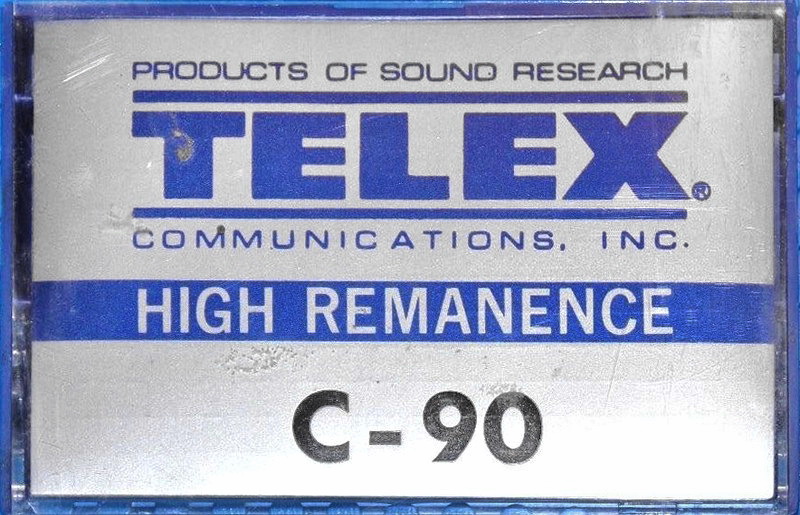 PRODUCTS OF SOUND RESEARCH
TELEX®
COMMUNICATIONS, INC.
HIGH REMANENCE
C-90